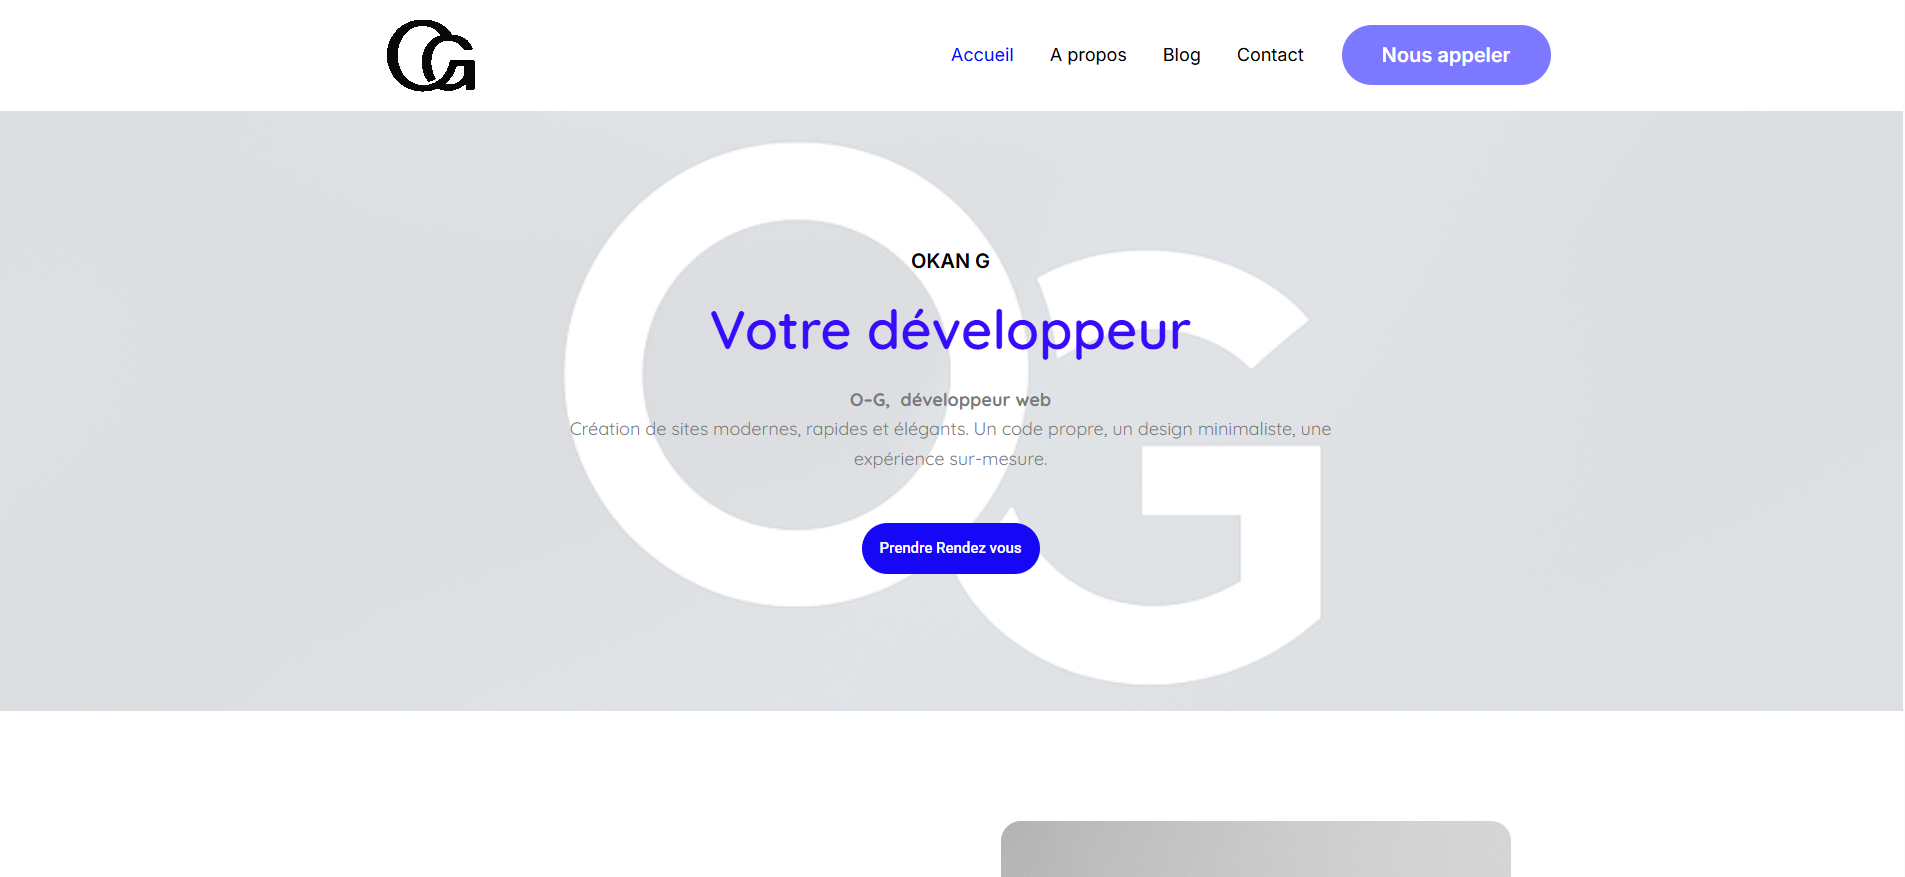 OG
Accueil A propos Blog Contact Nous appeler
OG
OKAN G
Votre développeur
O-G, développeur web
Création de sites modernes, rapides et élégants. Un code propre, un design minimaliste, une
expérience sur-mesure.
Prendre Rendez vous